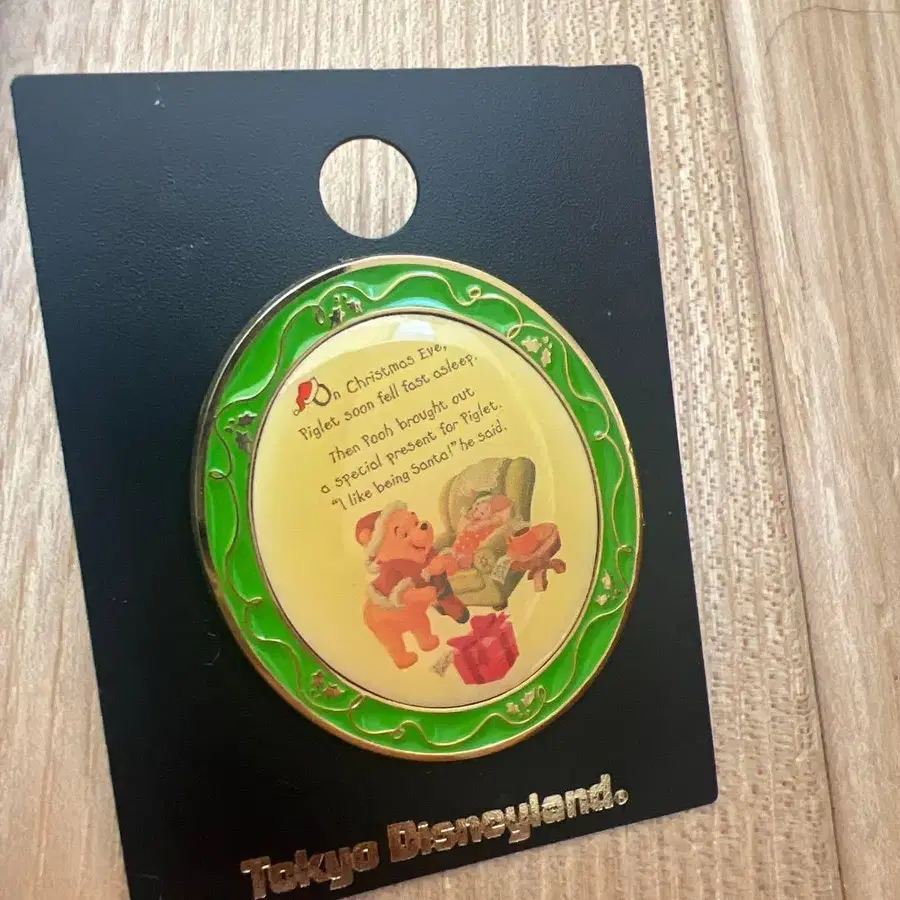 On Christmas Eve,
Piglet soon fell fast asleep.
Then Pooh brought out
a special present for Piglet.
"I like being Santa!" he said.
Tokyo Disneyland®